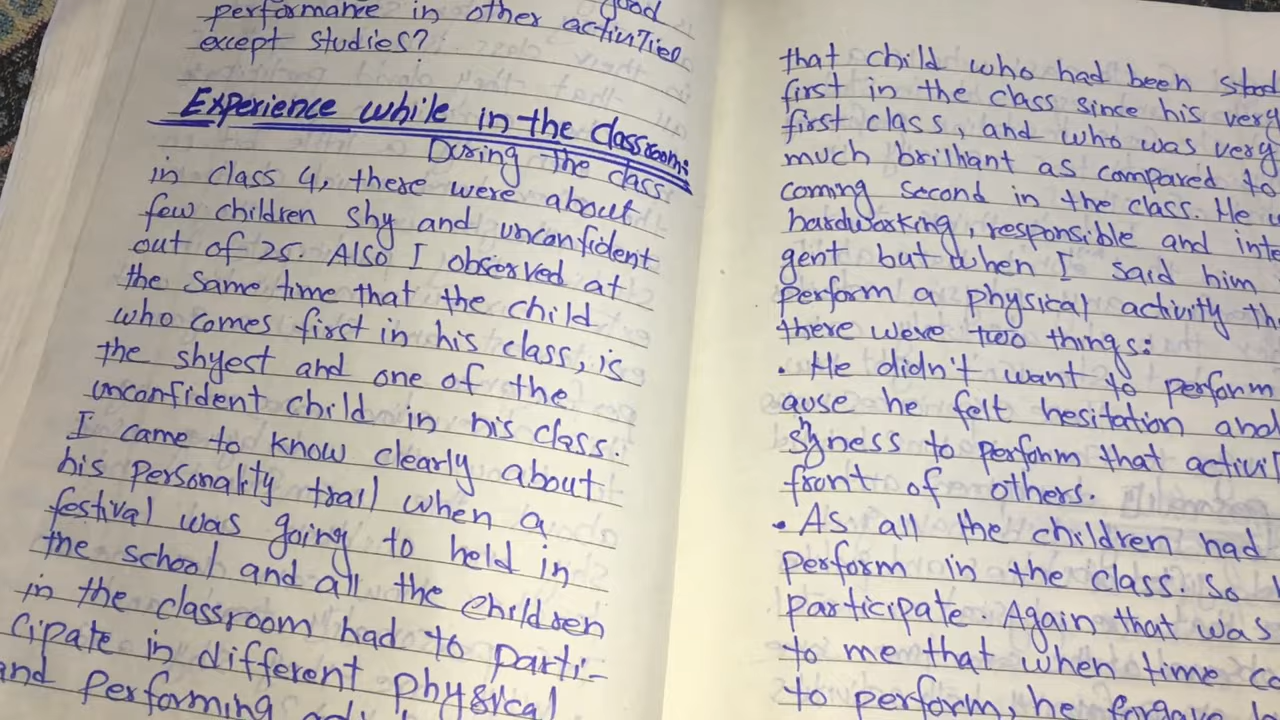 good
performance in other activities
except studies?
Experience while in the classroom:
During the class
in class 4, there were about
few children shy and unconfident
out of 25. Also I observed at
the same time that the child
who comes first in his class, is
the shyest and one of the
unconfident child in his class.
I came to know clearly about
his personality trail when a
festival was going to held in
the school and all the children
in the classroom had to parti-
cipate in different physical
and performing
that child who had been stood
first in the class since his very
first class, and who was very
much brilliant as compared to
coming second in the class. He
hardworking, responsible and inte
gent but when I said him
perform a physical activity
there were two things:
. He didn't want to perform
ause he felt hesitation and
shyness to perform that activi
front of others.
. As all the children had
perform in the class. So
participate. Again that was
to me that when time
to perform, he